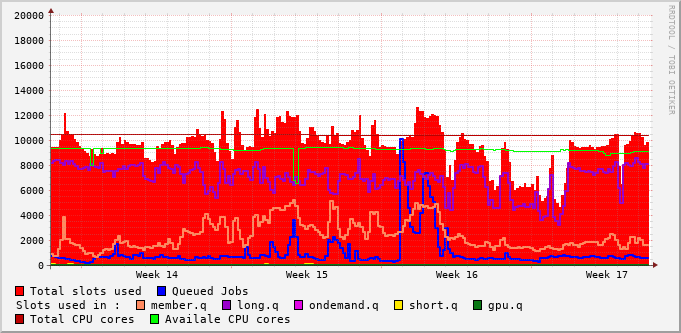 20000
18000
16000
14000
12000
10000
8000
6000
4000
2000
0
Week 14 Week 15 Week 16 Week 17
Total slots used Queued Jobs
Slots used in : member.q long.q ondemand.q short.q gpu.q
Total CPU cores Availale CPU cores
RRDTOOL / TOBI OETIKER